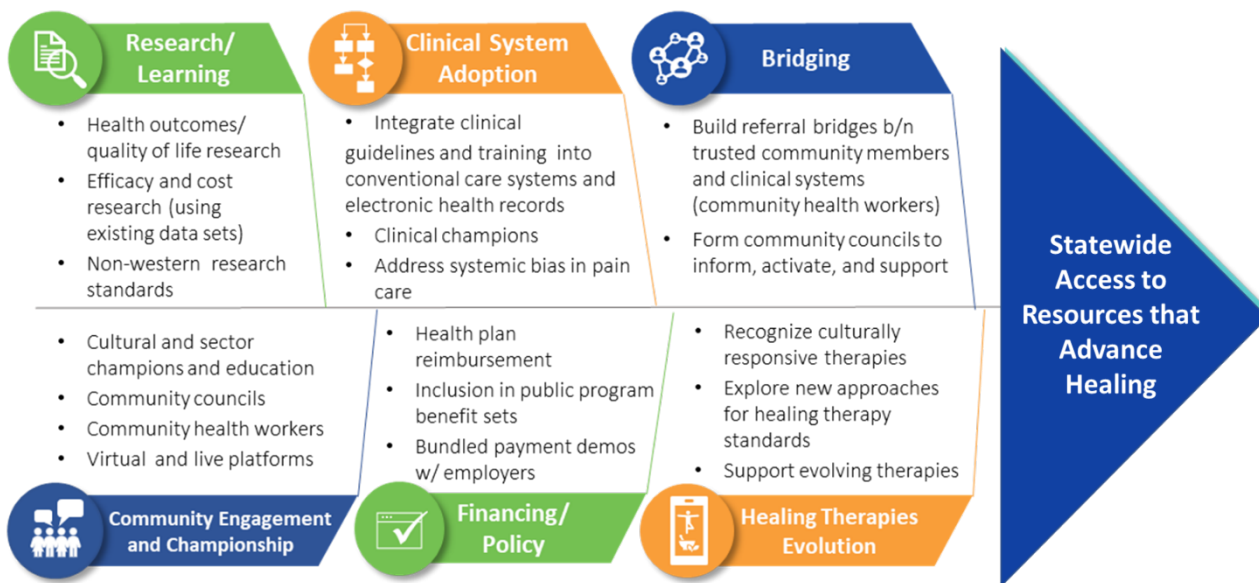 Research/
Learning
• Health outcomes/
quality of life research
• Efficacy and cost
research (using
existing data sets)
• Non-western research
standards
Clinical System
Adoption
• Integrate clinical
guidelines and training into
conventional care systems and
electronic health records
• Clinical champions
• Address systemic bias in pain
care
Bridging
• Build referral bridges b/n
trusted community members
and clinical systems
(community health workers)
• Form community councils to
inform, activate, and support
• Cultural and sector
champions and education
• Community councils
• Community health workers
• Virtual and live platforms
Community Engagement
and Championship
• Health plan
reimbursement
• Inclusion in public program
benefit sets
• Bundled payment demos
w/ employers
Financing/
Policy
• Recognize culturally
responsive therapies
• Explore new approaches
for healing therapy
standards
• Support evolving therapies
Healing Therapies
Evolution
Statewide
Access to
Resources that
Advance
Healing